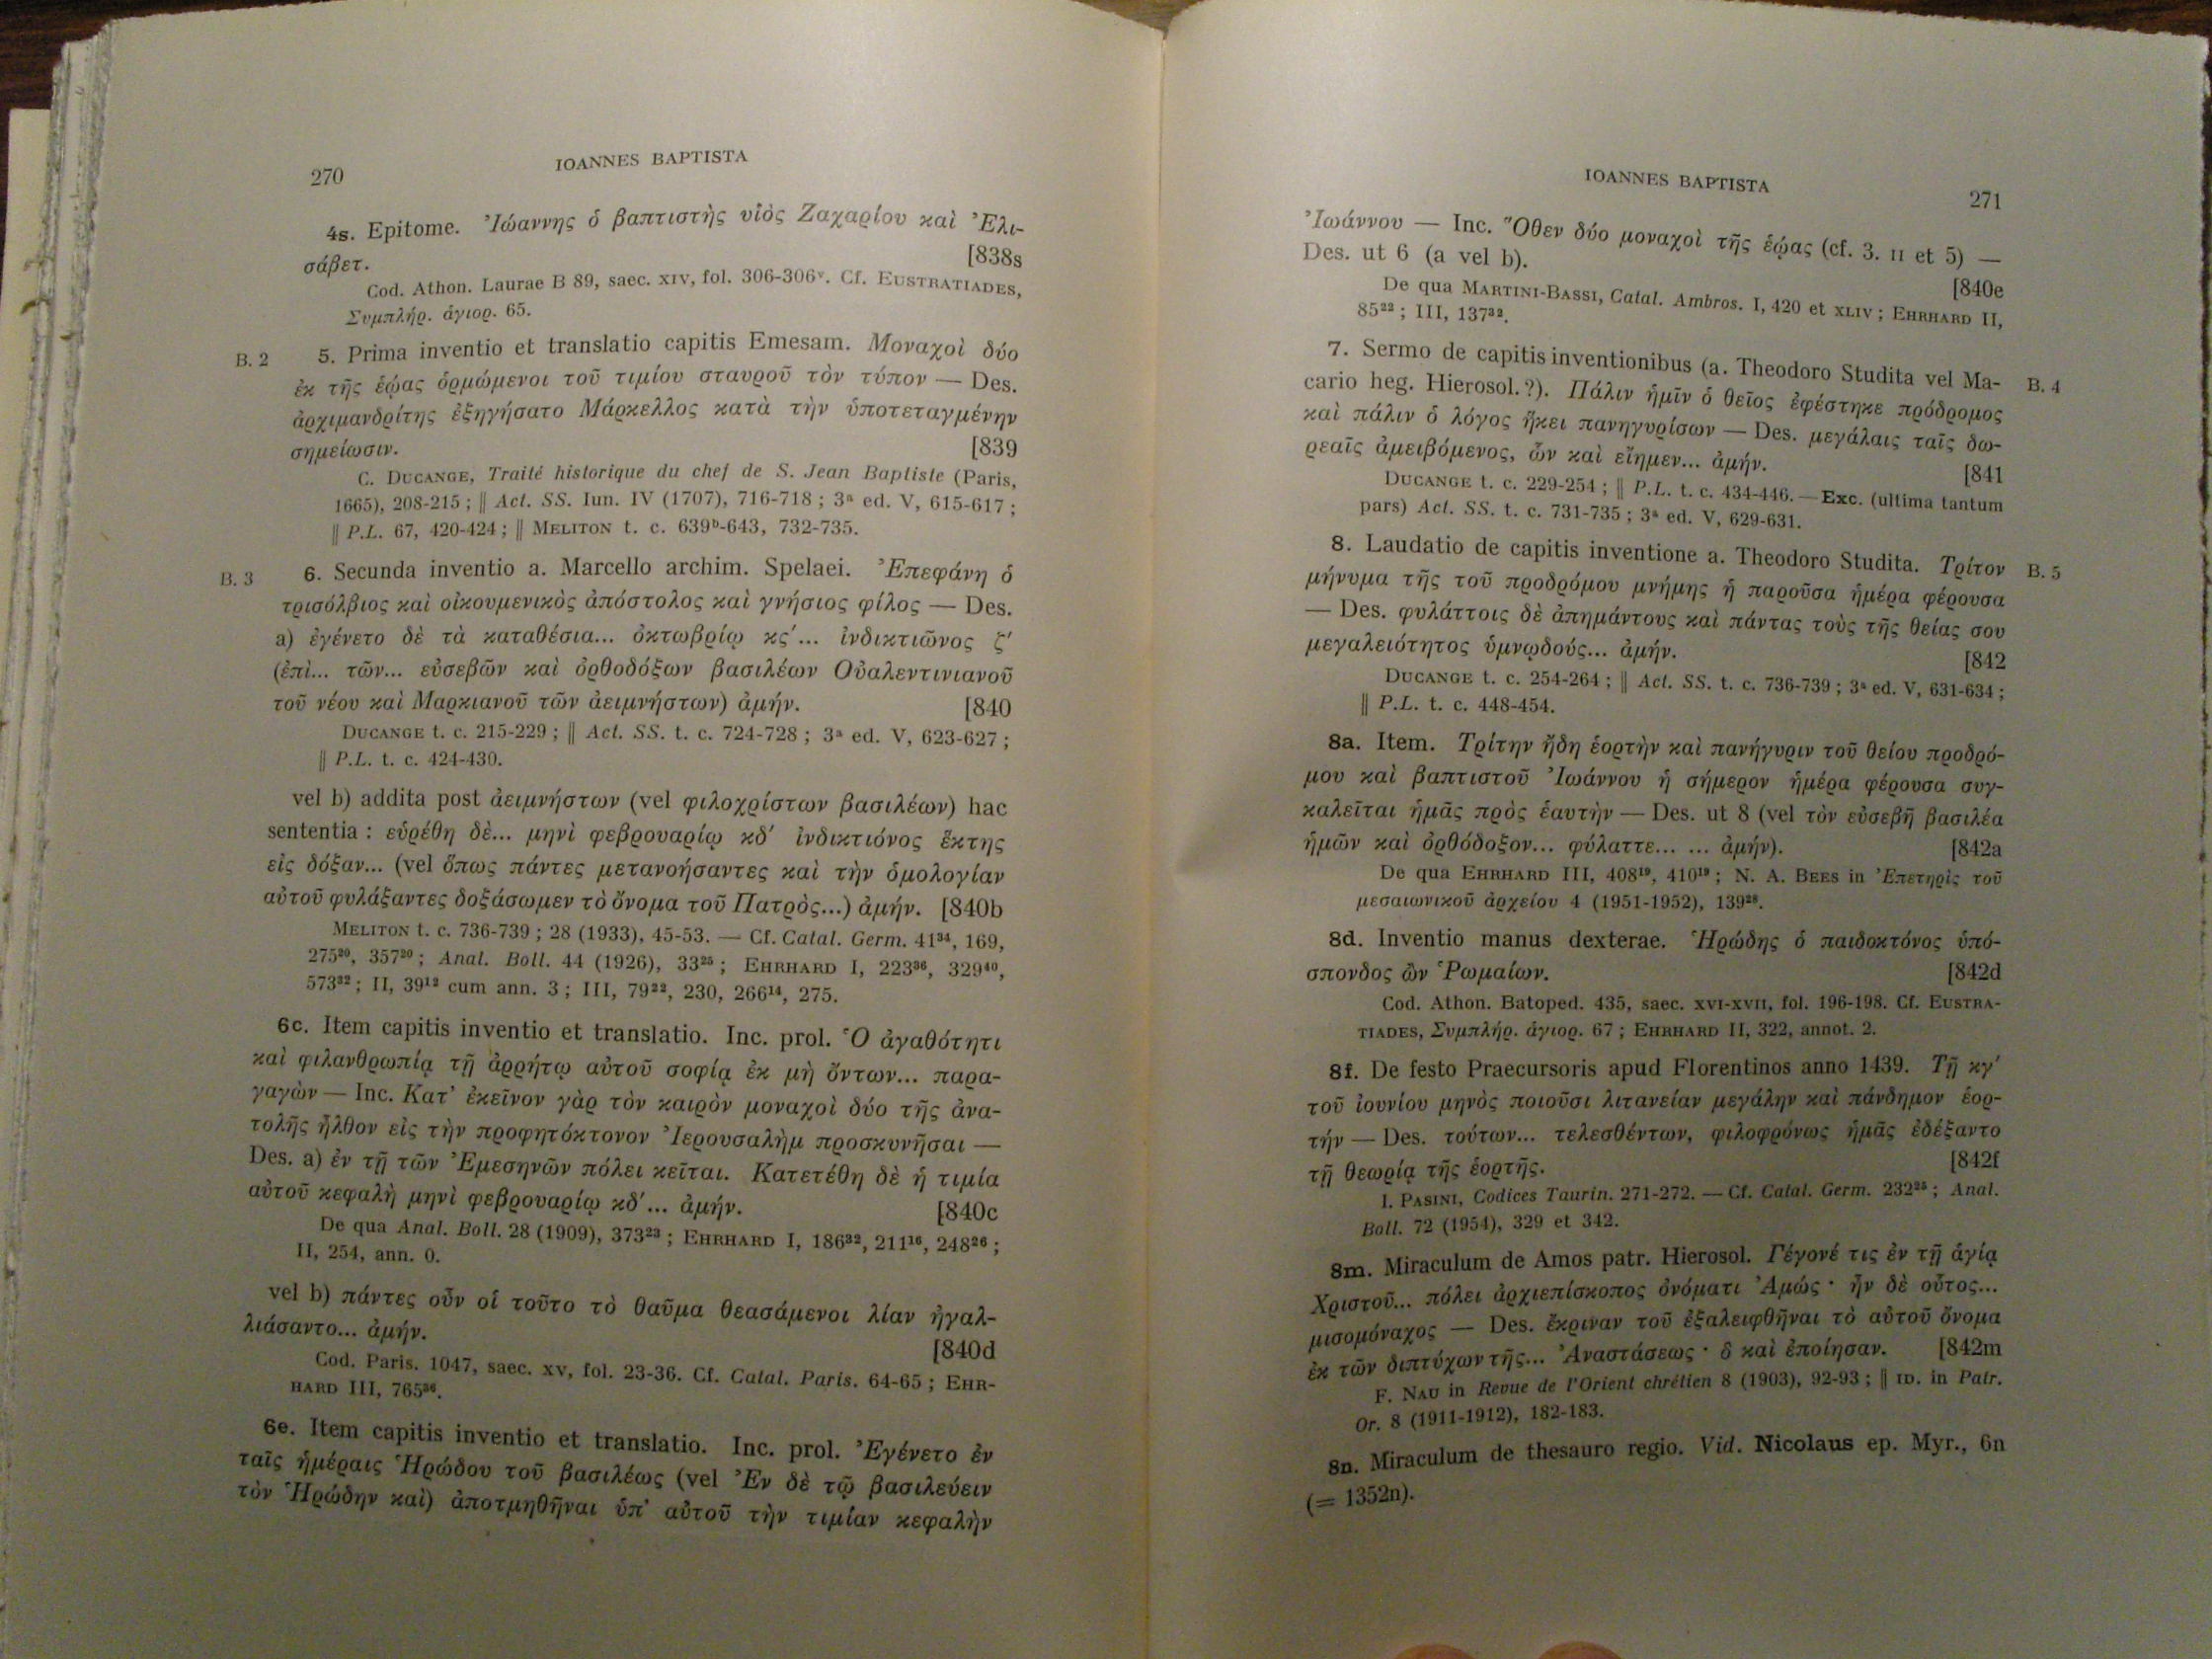 270
IOANNES BAPTISTA
4s. Epitome. Ἰώαννης ὁ βαπτιστὴς υἱὸς Ζαχαρίου καὶ Ἐλι-
σάβετ. [838s
Cod. Athon. Laurae B 89, saec. XIV, fol. 306-306ᵛ. Cf. EUSTRATIADES,
Συμπλήρ. ἁγιορ. 65.
B. 2 5. Prima inventio et translatio capitis Emesam. Μοναχοὶ δύο
ἐκ τῆς ἑῴας ὁρμώμενοι τοῦ τιμίου σταυροῦ τὸν τύπον — Des.
ἀρχιμανδρίτης ἐξηγήσατο Μάρκελλος κατὰ τὴν ὑποτεταγμένην
σημείωσιν. [839
C. DUCANGE, Traité historique du chef de S. Jean Baptiste (Paris,
1665), 208-215 ; || Act. SS. Iun. IV (1707), 716-718 ; 3ᵃ ed. V, 615-617 ;
|| P.L. 67, 420-424 ; || MELITON t. c. 639ᵇ-643, 732-735.
B. 3 6. Secunda inventio a. Marcello archim. Spelaei. Ἐπεφάνη ὁ
τρισόλβιος καὶ οἰκουμενικὸς ἀπόστολος καὶ γνήσιος φίλος — Des.
a) ἐγένετο δὲ τὰ καταθέσια... ὀκτωβρίῳ κϛʹ... ἰνδικτιῶνος ζʹ
(ἐπὶ... τῶν... εὐσεβῶν καὶ ὀρθοδόξων βασιλέων Οὐαλεντινιανοῦ
τοῦ νέου καὶ Μαρκιανοῦ τῶν ἀειμνήστων) ἀμήν. [840
DUCANGE t. c. 215-229 ; || Act. SS. t. c. 724-728 ; 3ᵃ ed. V, 623-627 ;
|| P.L. t. c. 424-430.
vel b) addita post ἀειμνήστων (vel φιλοχρίστων βασιλέων) hac
sententia : εὑρέθη δὲ... μηνὶ φεβρουαρίῳ κδʹ ἰνδικτιόνος ἕκτης
εἰς δόξαν... (vel ὅπως πάντες μετανοήσαντες καὶ τὴν ὁμολογίαν
αὐτοῦ φυλάξαντες δοξάσωμεν τὸ ὄνομα τοῦ Πατρὸς...) ἀμήν. [840b
MELITON t. c. 736-739 ; 28 (1933), 45-53. — Cf. Catal. Germ. 41³⁴, 169,
275²⁰, 357²⁰ ; Anal. Boll. 44 (1926), 33²⁵ ; EHRHARD I, 223³⁶, 329⁴⁰,
573³² ; II, 39¹² cum ann. 3 ; III, 79²², 230, 266¹⁴, 275.
6c. Item capitis inventio et translatio. Inc. prol. Ὁ ἀγαθότητι
καὶ φιλανθρωπίᾳ τῇ ἀρρήτῳ αὐτοῦ σοφίᾳ ἐκ μὴ ὄντων... παρα-
γαγὼν — Inc. Κατ' ἐκεῖνον γὰρ τὸν καιρὸν μοναχοὶ δύο τῆς ἀνα-
τολῆς ἦλθον εἰς τὴν προφητόκτονον Ἰερουσαλὴμ προσκυνῆσαι —
Des. a) ἐν τῇ τῶν Ἐμεσηνῶν πόλει κεῖται. Κατετέθη δὲ ἡ τιμία
αὐτοῦ κεφαλὴ μηνὶ φεβρουαρίῳ κδʹ... ἀμήν. [840c
De qua Anal. Boll. 28 (1909), 373²³ ; EHRHARD I, 186³², 211¹⁶, 248²⁶ ;
II, 254, ann. 0.
vel b) πάντες οὖν οἱ τοῦτο τὸ θαῦμα θεασάμενοι λίαν ἠγαλ-
λιάσαντο... ἀμήν. [840d
Cod. Paris. 1047, saec. XV, fol. 23-36. Cf. Catal. Paris. 64-65 ; EHR-
HARD III, 765³⁶.
6e. Item capitis inventio et translatio. Inc. prol. Ἐγένετο ἐν
ταῖς ἡμέραις Ἡρώδου τοῦ βασιλέως (vel Ἐν δὲ τῷ βασιλεύειν
τὸν Ἡρώδην καὶ) ἀποτμηθῆναι ὑπ' αὐτοῦ τὴν τιμίαν κεφαλὴν
IOANNES BAPTISTA
271
Ἰωάννου — Inc. Ὅθεν δύο μοναχοὶ τῆς ἑῴας (cf. 3. II et 5) —
Des. ut 6 (a vel b). [840e
De qua MARTINI-BASSI, Catal. Ambros. I, 420 et XLIV ; EHRHARD II,
85²² ; III, 137³².
7. Sermo de capitis inventionibus (a. Theodoro Studita vel Ma- B. 4
cario heg. Hierosol. ?). Πάλιν ἡμῖν ὁ θεῖος ἐφέστηκε πρόδρομος
καὶ πάλιν ὁ λόγος ἥκει πανηγυρίσων — Des. μεγάλαις ταῖς δω-
ρεαῖς ἀμειβόμενος, ὧν καὶ εἴημεν... ἀμήν. [841
DUCANGE t. c. 229-254 ; || P.L. t. c. 434-446. — Exc. (ultima tantum
pars) Act. SS. t. c. 731-735 ; 3ᵃ ed. V, 629-631.
8. Laudatio de capitis inventione a. Theodoro Studita. Τρίτον B. 5
μήνυμα τῆς τοῦ προδρόμου μνήμης ἡ παροῦσα ἡμέρα φέρουσα
— Des. φυλάττοις δὲ ἀπημάντους καὶ πάντας τοὺς τῆς θείας σου
μεγαλειότητος ὑμνῳδούς... ἀμήν. [842
DUCANGE t. c. 254-264 ; || Act. SS. t. c. 736-739 ; 3ᵃ ed. V, 631-634 ;
|| P.L. t. c. 448-454.
8a. Item. Τρίτην ἤδη ἑορτὴν καὶ πανήγυριν τοῦ θείου προδρό-
μου καὶ βαπτιστοῦ Ἰωάννου ἡ σήμερον ἡμέρα φέρουσα συγ-
καλεῖται ἡμᾶς πρὸς ἑαυτὴν — Des. ut 8 (vel τὸν εὐσεβῆ βασιλέα
ἡμῶν καὶ ὀρθόδοξον... φύλαττε... ... ἀμήν). [842a
De qua EHRHARD III, 408¹⁹, 410¹⁹ ; N. A. BEES in Ἐπετηρὶς τοῦ
μεσαιωνικοῦ ἀρχείου 4 (1951-1952), 139²⁸.
8d. Inventio manus dexterae. Ἡρώδης ὁ παιδοκτόνος ὑπό-
σπονδος ὢν Ῥωμαίων. [842d
Cod. Athon. Batoped. 435, saec. XVI-XVII, fol. 196-198. Cf. EUSTRA-
TIADES, Συμπλήρ. ἁγιορ. 67 ; EHRHARD II, 322, annot. 2.
8f. De festo Praecursoris apud Florentinos anno 1439. Τῇ κγʹ
τοῦ ἰουνίου μηνὸς ποιοῦσι λιτανείαν μεγάλην καὶ πάνδημον ἑορ-
τήν — Des. τούτων... τελεσθέντων, φιλοφρόνως ἡμᾶς ἐδέξαντο
τῇ θεωρίᾳ τῆς ἑορτῆς. [842f
I. PASINI, Codices Taurin. 271-272. — Cf. Catal. Germ. 232²⁵ ; Anal.
Boll. 72 (1954), 329 et 342.
8m. Miraculum de Amos patr. Hierosol. Γέγονέ τις ἐν τῇ ἁγίᾳ
Χριστοῦ... πόλει ἀρχιεπίσκοπος ὀνόματι Ἀμώς · ἦν δὲ οὗτος...
μισομόναχος — Des. ἔκριναν τοῦ ἐξαλειφθῆναι τὸ αὐτοῦ ὄνομα
ἐκ τῶν διπτύχων τῆς... Ἀναστάσεως · ὃ καὶ ἐποίησαν. [842m
F. NAU in Revue de l'Orient chrétien 8 (1903), 92-93 ; || ID. in Patr.
Or. 8 (1911-1912), 182-183.
8n. Miraculum de thesauro regio. Vid. Nicolaus ep. Myr., 6n
(= 1352n).